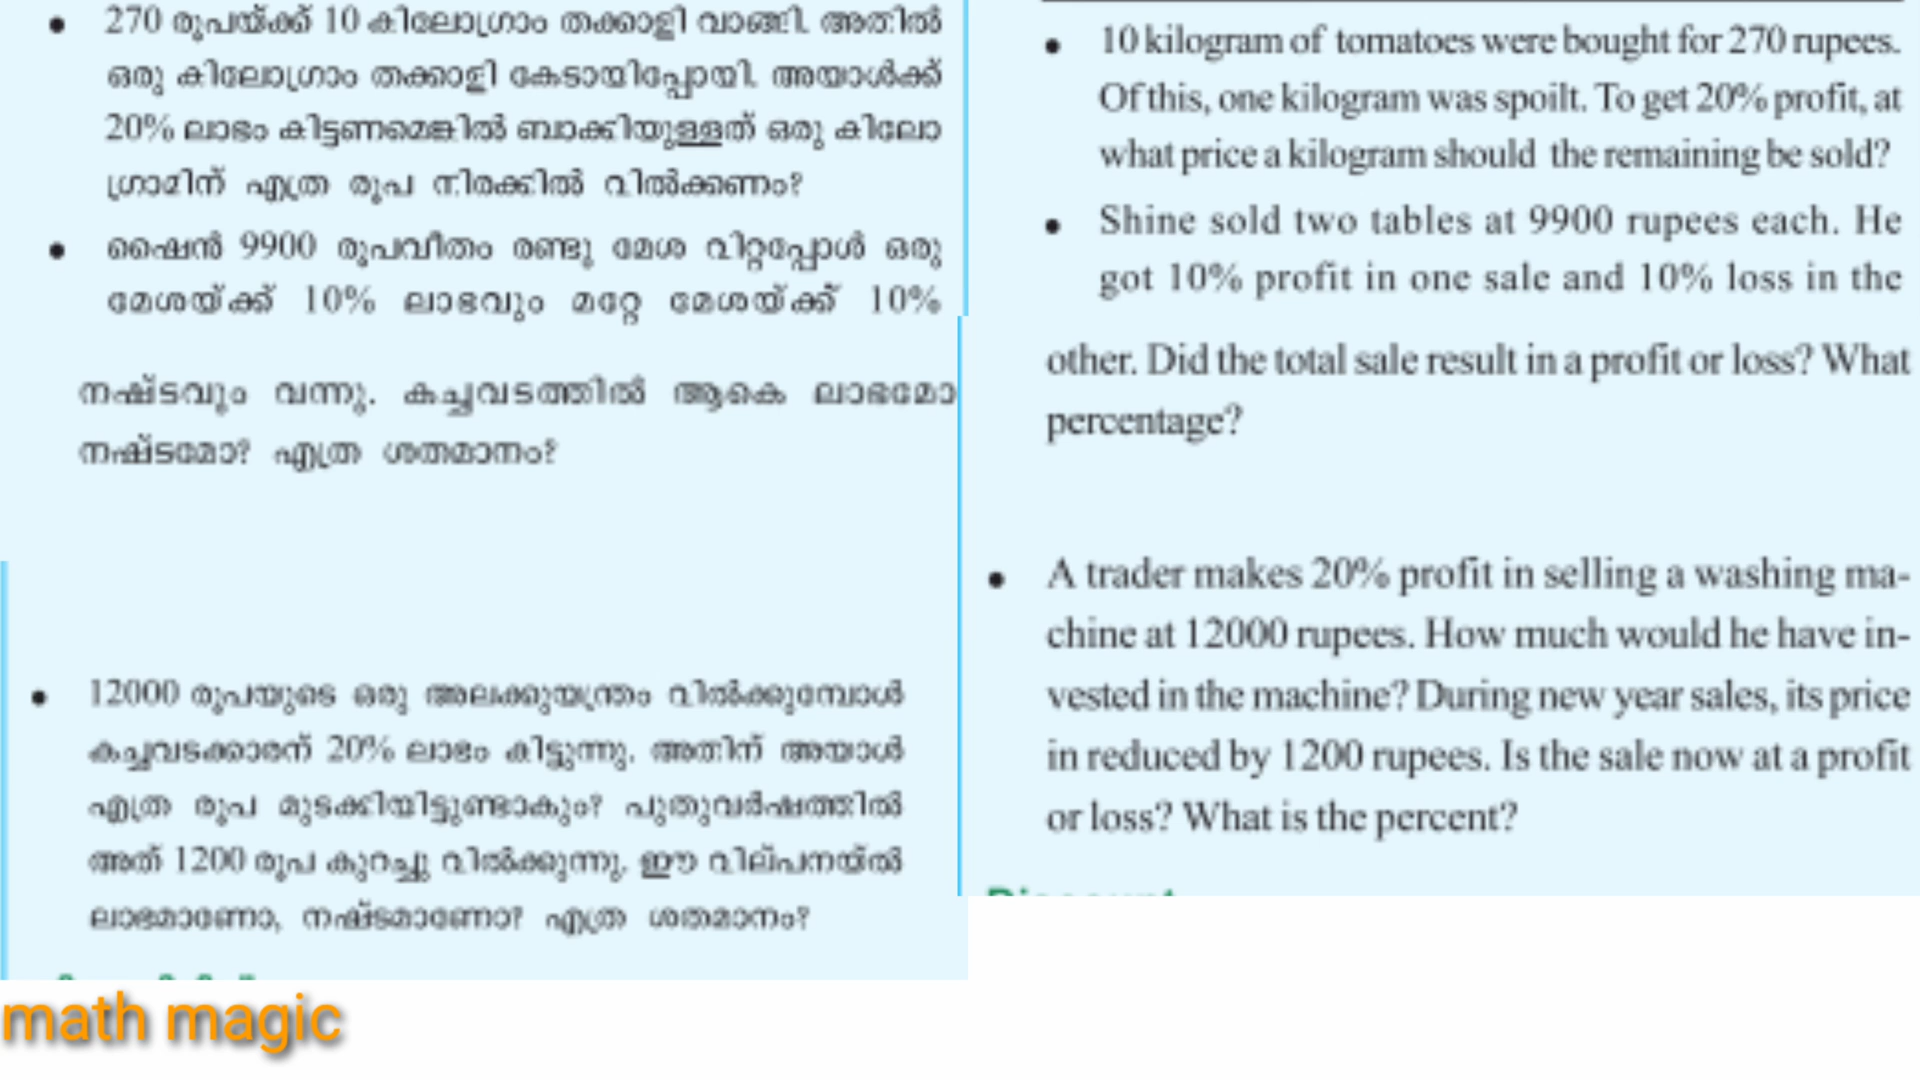 270 രൂപയ്ക്ക് 10 കിലോഗ്രാം തക്കാളി വാങ്ങി. അതിൽ
ഒരു കിലോഗ്രാം തക്കാളി കേടായിപ്പോയി. അയാൾക്ക്
20% ലാഭം കിട്ടണമെങ്കിൽ ബാക്കിയുള്ളത് ഒരു കിലോ
ഗ്രാമിന് എത്ര രൂപ നിരക്കിൽ വിൽക്കണം?
ഷൈൻ 9900 രൂപവീതം രണ്ടു മേശ വിറ്റപ്പോൾ ഒരു
മേശയ്ക്ക് 10% ലാഭവും മറ്റേ മേശയ്ക്ക് 10%
നഷ്ടവും വന്നു. കച്ചവടത്തിൽ ആകെ ലാഭമോ
നഷ്ടമോ? എത്ര ശതമാനം?
12000 രൂപയുടെ ഒരു അലക്കുയന്ത്രം വിൽക്കുമ്പോൾ
കച്ചവടക്കാരന് 20% ലാഭം കിട്ടുന്നു. അതിന് അയാൾ
എത്ര രൂപ മുടക്കിയിട്ടുണ്ടാകും? പുതുവർഷത്തിൽ
അത് 1200 രൂപ കുറച്ചു വിൽക്കുന്നു. ഈ വില്പനയിൽ
ലാഭമാണോ, നഷ്ടമാണോ? എത്ര ശതമാനം?
10 kilogram of tomatoes were bought for 270 rupees.
Of this, one kilogram was spoilt. To get 20% profit, at
what price a kilogram should the remaining be sold?
Shine sold two tables at 9900 rupees each. He
got 10% profit in one sale and 10% loss in the
other. Did the total sale result in a profit or loss? What
percentage?
A trader makes 20% profit in selling a washing ma-
chine at 12000 rupees. How much would he have in-
vested in the machine? During new year sales, its price
in reduced by 1200 rupees. Is the sale now at a profit
or loss? What is the percent?
math magic